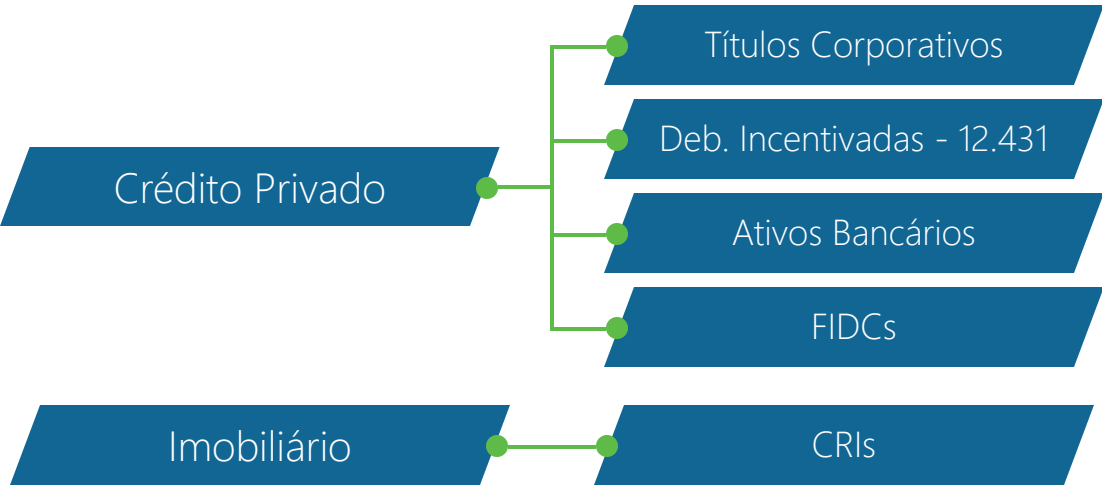 Crédito Privado
Títulos Corporativos
Deb. Incentivadas - 12.431
Ativos Bancários
FIDCs
Imobiliário
CRIs